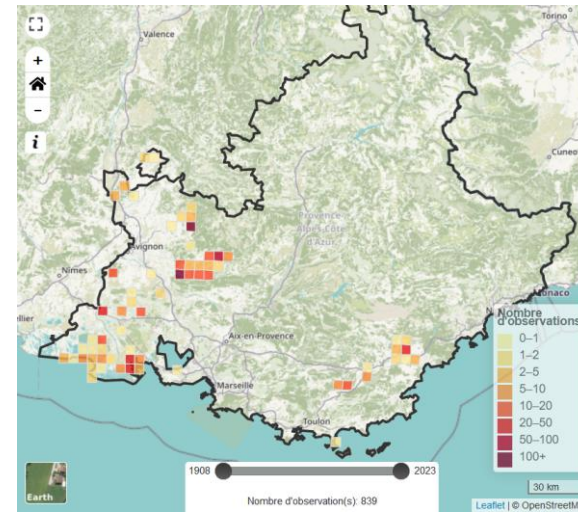 Valence
Torino
+
−
i
Cuneo
Provence
Alpes Côte
d'Azur
Avignon
Nîmes
Monaco
llier
Aix-en-Provence
Marseille
Toulon
Nombre
d'observations
0–1
1–2
2–5
5–10
10–20
20–50
50–100
100+
1908
2023
Nombre d'observation(s): 839
Earth
30 km
Leaflet | © OpenStreetM